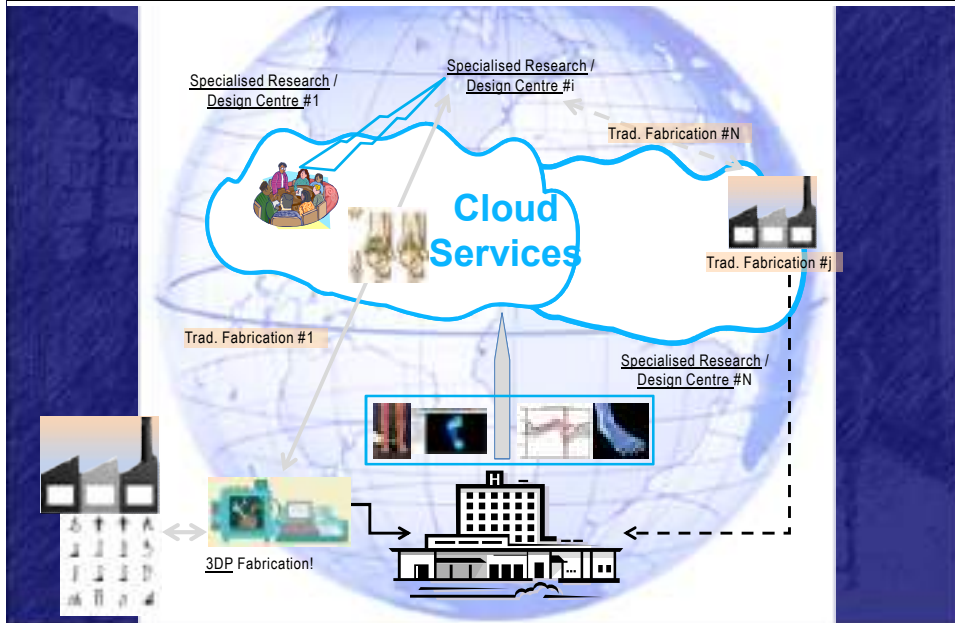 Specialised Research /
Design Centre #1
Specialised Research /
Design Centre #i
Trad. Fabrication #N
Cloud
Services
Trad. Fabrication #j
Trad. Fabrication #1
Specialised Research /
Design Centre #N
H
3DP Fabrication!